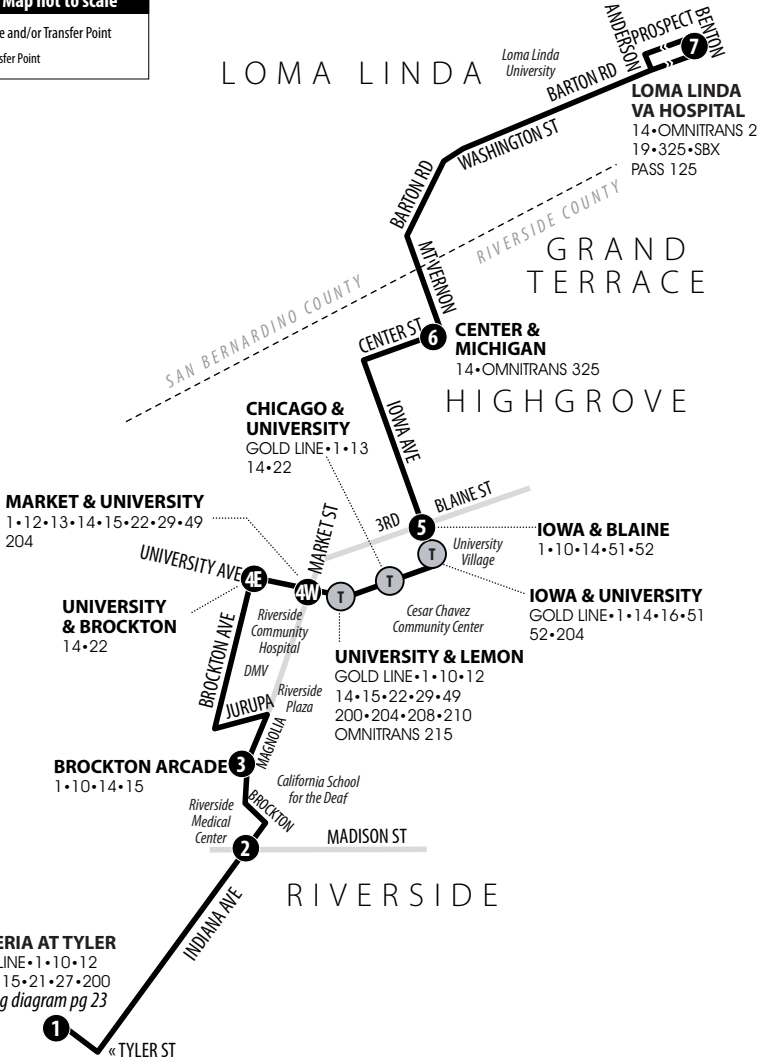 Map not to scale
e and/or Transfer Point
sfer Point
LOMA LINDA
Loma Linda
University
ANDERSON
PROSPECT
BENTON
7
»
»
BARTON RD
WASHINGTON ST
LOMA LINDA
VA HOSPITAL
14•OMNITRANS 2
19•325•SBX
PASS 125
BARTON RD
SAN BERNARDINO COUNTY
RIVERSIDE COUNTY
MT VERNON
GRAND
TERRACE
CENTER ST
6
CENTER &
MICHIGAN
14•OMNITRANS 325
HIGHGROVE
IOWA AVE
CHICAGO &
UNIVERSITY
GOLD LINE•1•13
14•22
MARKET & UNIVERSITY
1•12•13•14•15•22•29•49
204
MARKET ST
3RD
BLAINE ST
5
IOWA & BLAINE
1•10•14•51•52
T
University
Village
IOWA & UNIVERSITY
GOLD LINE•1•14•16•51
52•204
UNIVERSITY AVE
4E
4W
T
T
UNIVERSITY
& BROCKTON
14•22
Cesar Chavez
Community Center
Riverside
Community
Hospital
DMV
BROCKTON AVE
JURUPA
Riverside
Plaza
UNIVERSITY & LEMON
GOLD LINE•1•10•12
14•15•22•29•49
200•204•208•210
OMNITRANS 215
MAGNOLIA
BROCKTON ARCADE
3
1•10•14•15
California School
for the Deaf
BROCKTON
Riverside
Medical
Center
2
MADISON ST
RIVERSIDE
INDIANA AVE
ERIA AT TYLER
LINE•1•10•12
15•21•27•200
g diagram pg 23
1
« TYLER ST